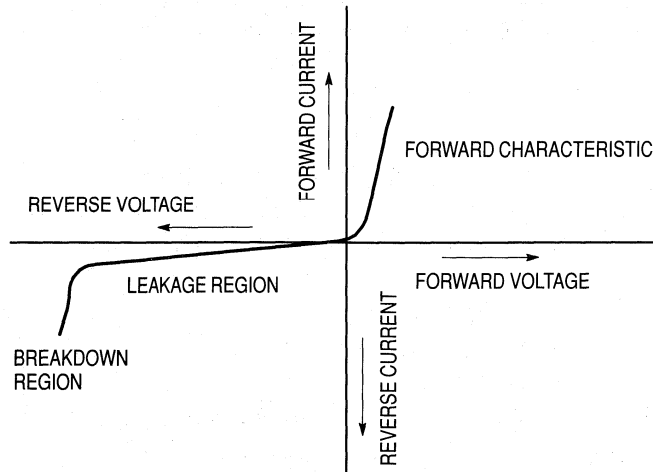 FORWARD CURRENT
FORWARD CHARACTERISTIC
REVERSE VOLTAGE
LEAKAGE REGION
FORWARD VOLTAGE
BREAKDOWN
REGION
REVERSE CURRENT